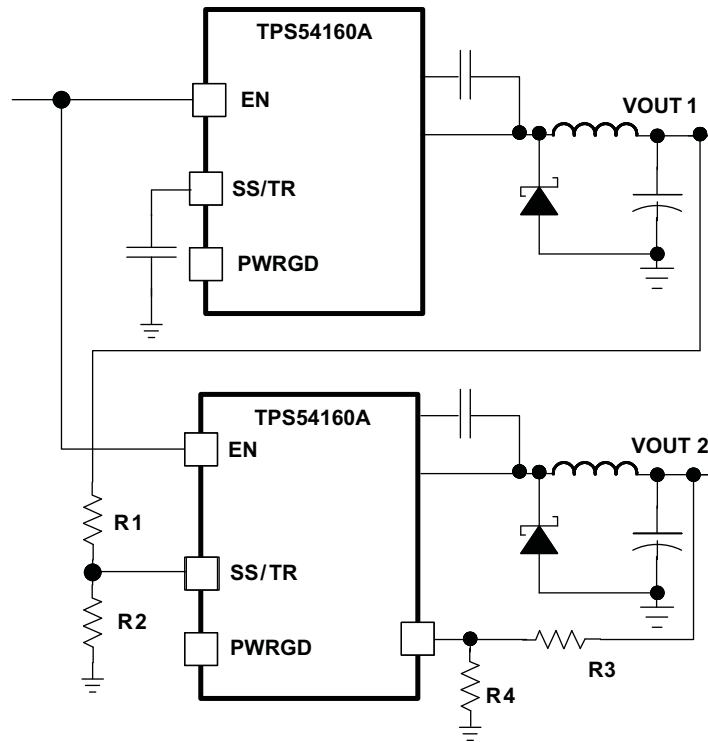 TPS54160A
EN
VOUT 1
SS/TR
PWRGD
TPS54160A
EN
VOUT 2
R1
SS/TR
R2
PWRGD
R3
R4